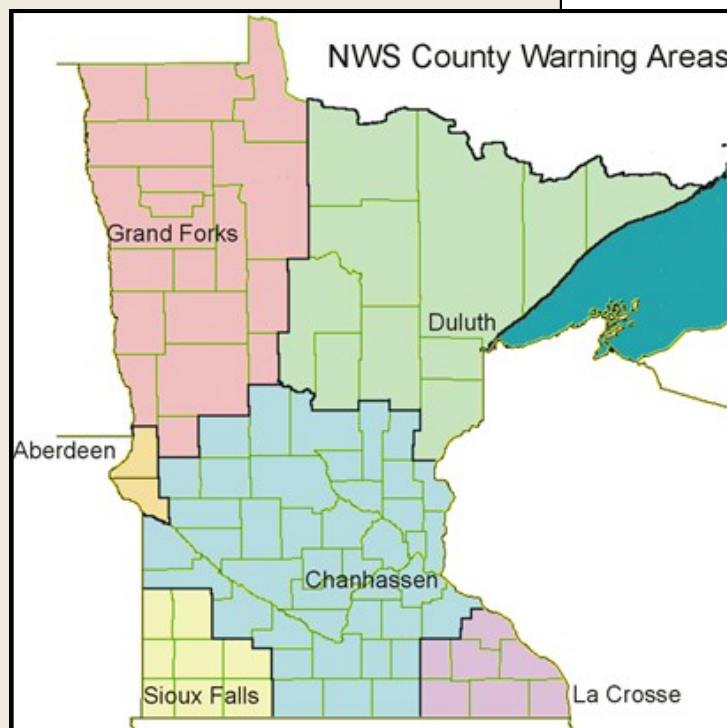 NWS County Warning Areas
Grand Forks
Duluth
Aberdeen
Chanhassen
Sioux Falls
La Crosse